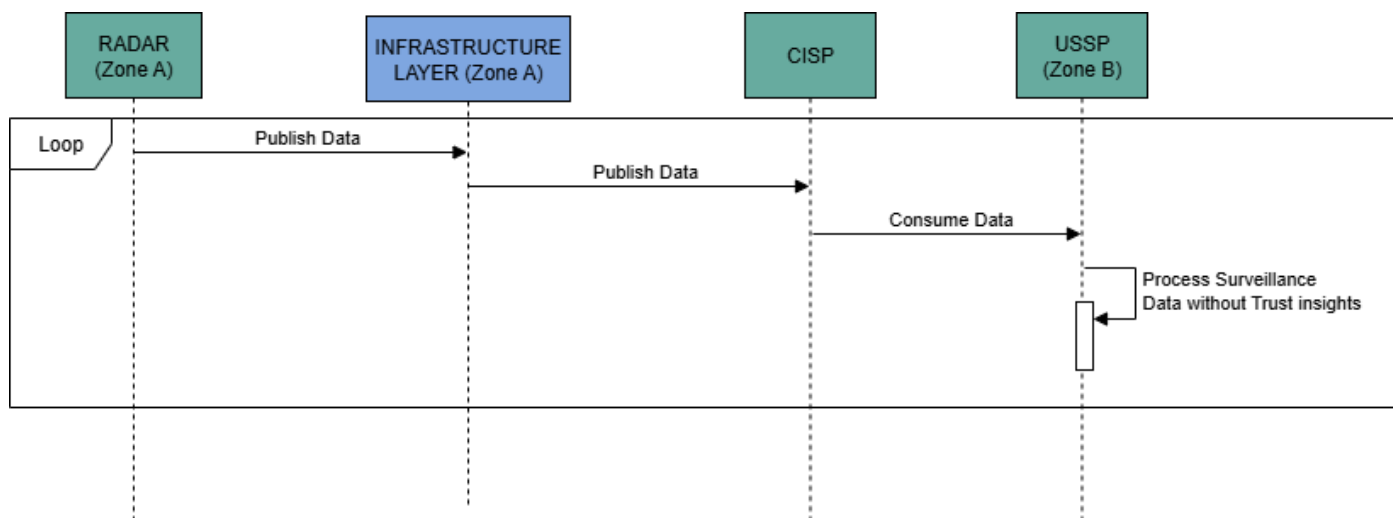 RADAR
(Zone A)
INFRASTRUCTURE
LAYER (Zone A)
CISP
USSP
(Zone B)
Loop
Publish Data
Publish Data
Consume Data
Process Surveillance
Data without Trust insights